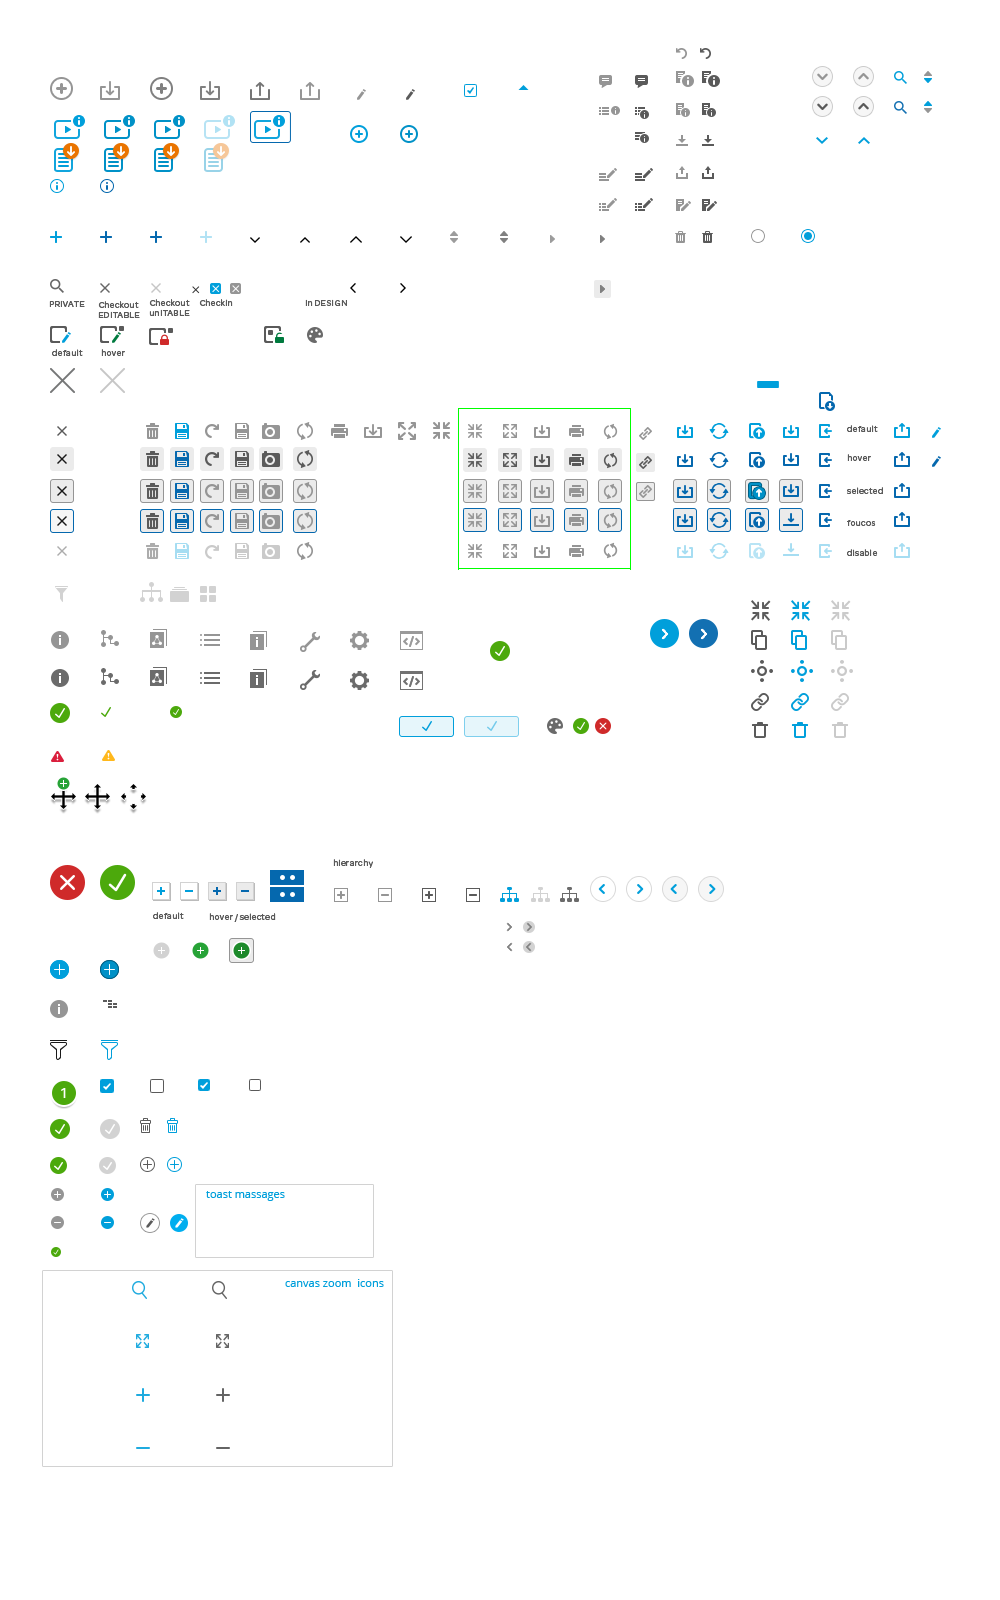 PRIVATE
Checkout
EDITABLE
Checkout
unITABLE
Checkin
In DESIGN
default
hover
default
hover
selected
foucos
disable
hierarchy
default
hover / selected
1
toast massages
canvas zoom icons